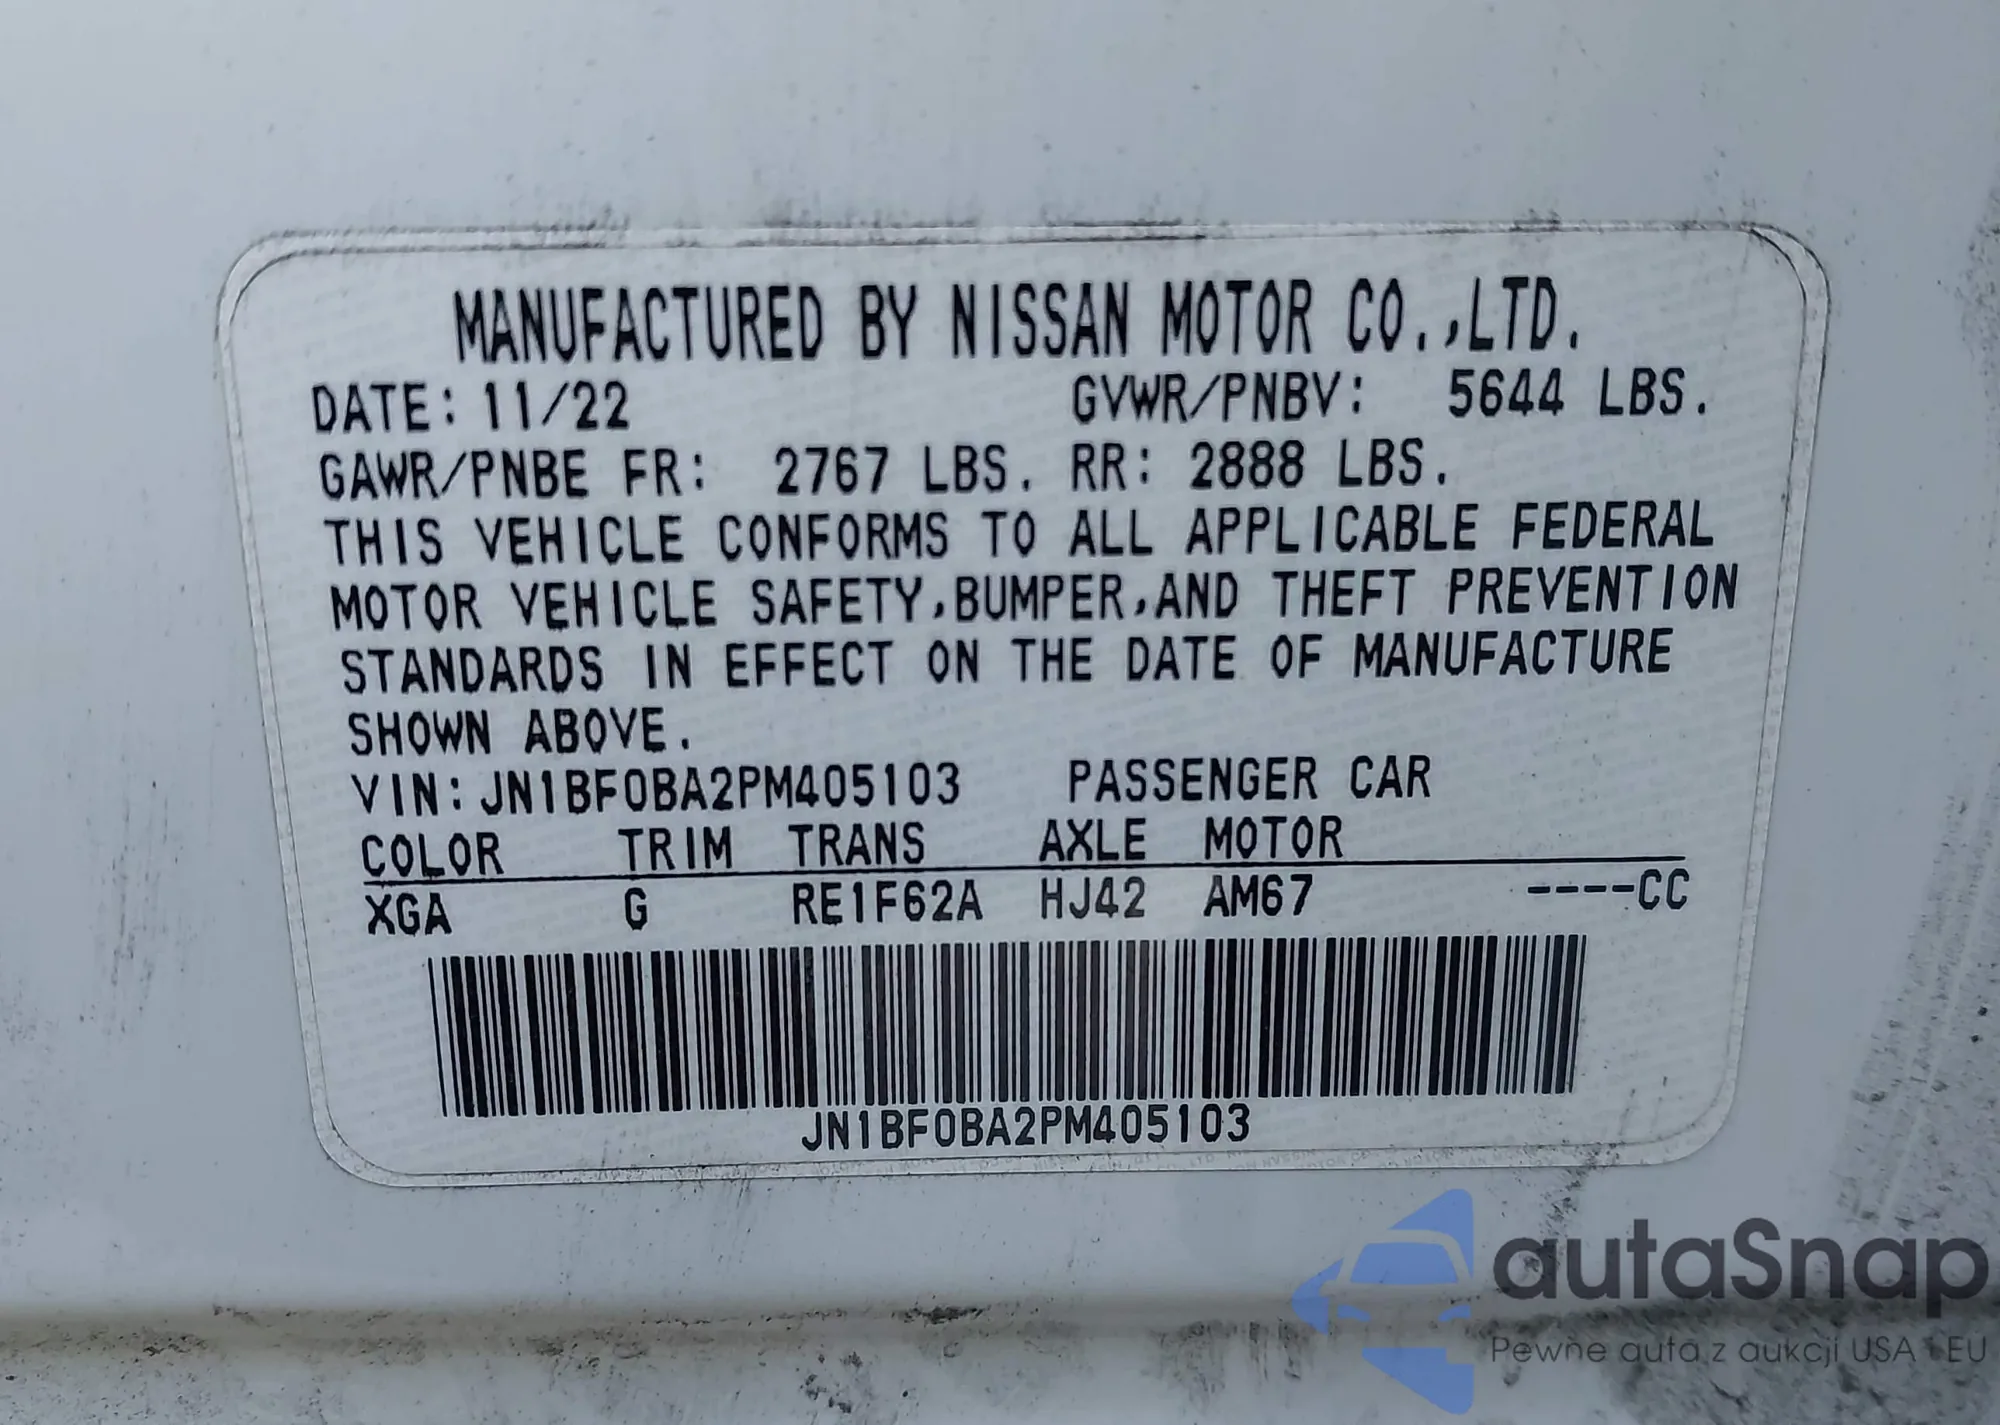 MANUFACTURED BY NISSAN MOTOR CO.,LTD.
DATE: 11/22 GVWR/PNBV: 5644 LBS.
GAWR/PNBE FR: 2767 LBS. RR: 2888 LBS.
THIS VEHICLE CONFORMS TO ALL APPLICABLE FEDERAL
MOTOR VEHICLE SAFETY,BUMPER,AND THEFT PREVENTION
STANDARDS IN EFFECT ON THE DATE OF MANUFACTURE
SHOWN ABOVE.
VIN: JN1BF0BA2PM405103 PASSENGER CAR
COLOR TRIM TRANS AXLE MOTOR
XGA G RE1F62A HJ42 AM67 ----CC
JN1BF0BA2PM405103
autaSnap
Pewne auta z aukcji USA i EU